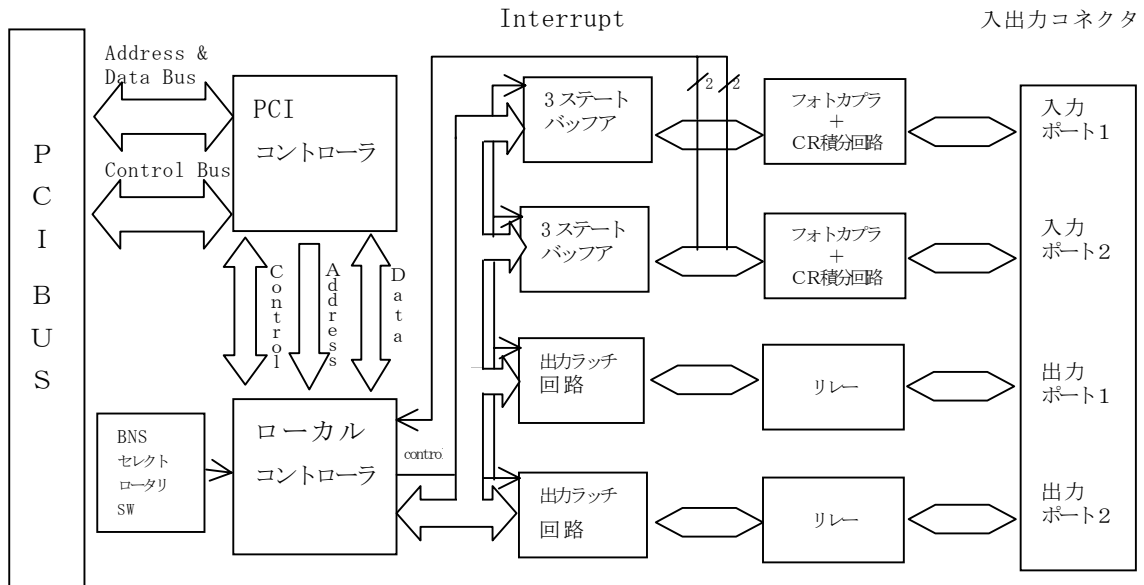 Interrupt
入出力コネクタ
PCI BUS
Address &
Data Bus
Control Bus
PCI
コントローラ
Control
Address
Data
BNS
セレクト
ロータリ
SW
ローカル
コントローラ
contro
2
2
3ステート
バッフア
フォトカプラ
+
CR積分回路
入力
ポート1
3ステート
バッフア
フォトカプラ
+
CR積分回路
入力
ポート2
出力ラッチ
回路
リレー
出力
ポート1
出力ラッチ
回路
リレー
出力
ポート2